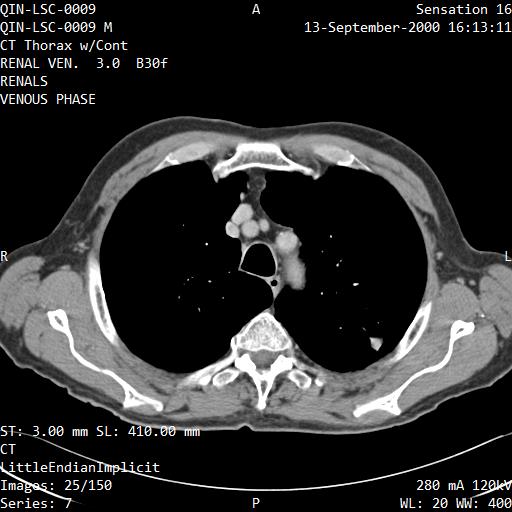 QIN-LSC-0009
A
Sensation 16
QIN-LSC-0009 M
13-September-2000 16:13:11
CT Thorax w/Cont
RENAL VEN.  3.0  B30f
RENALS
VENOUS PHASE
R
L
ST: 3.00 mm SL: 410.00 mm
CT
LittleEndianImplicit
Images: 25/150
280 mA 120kV
Series: 7
P
WL: 20 WW: 400